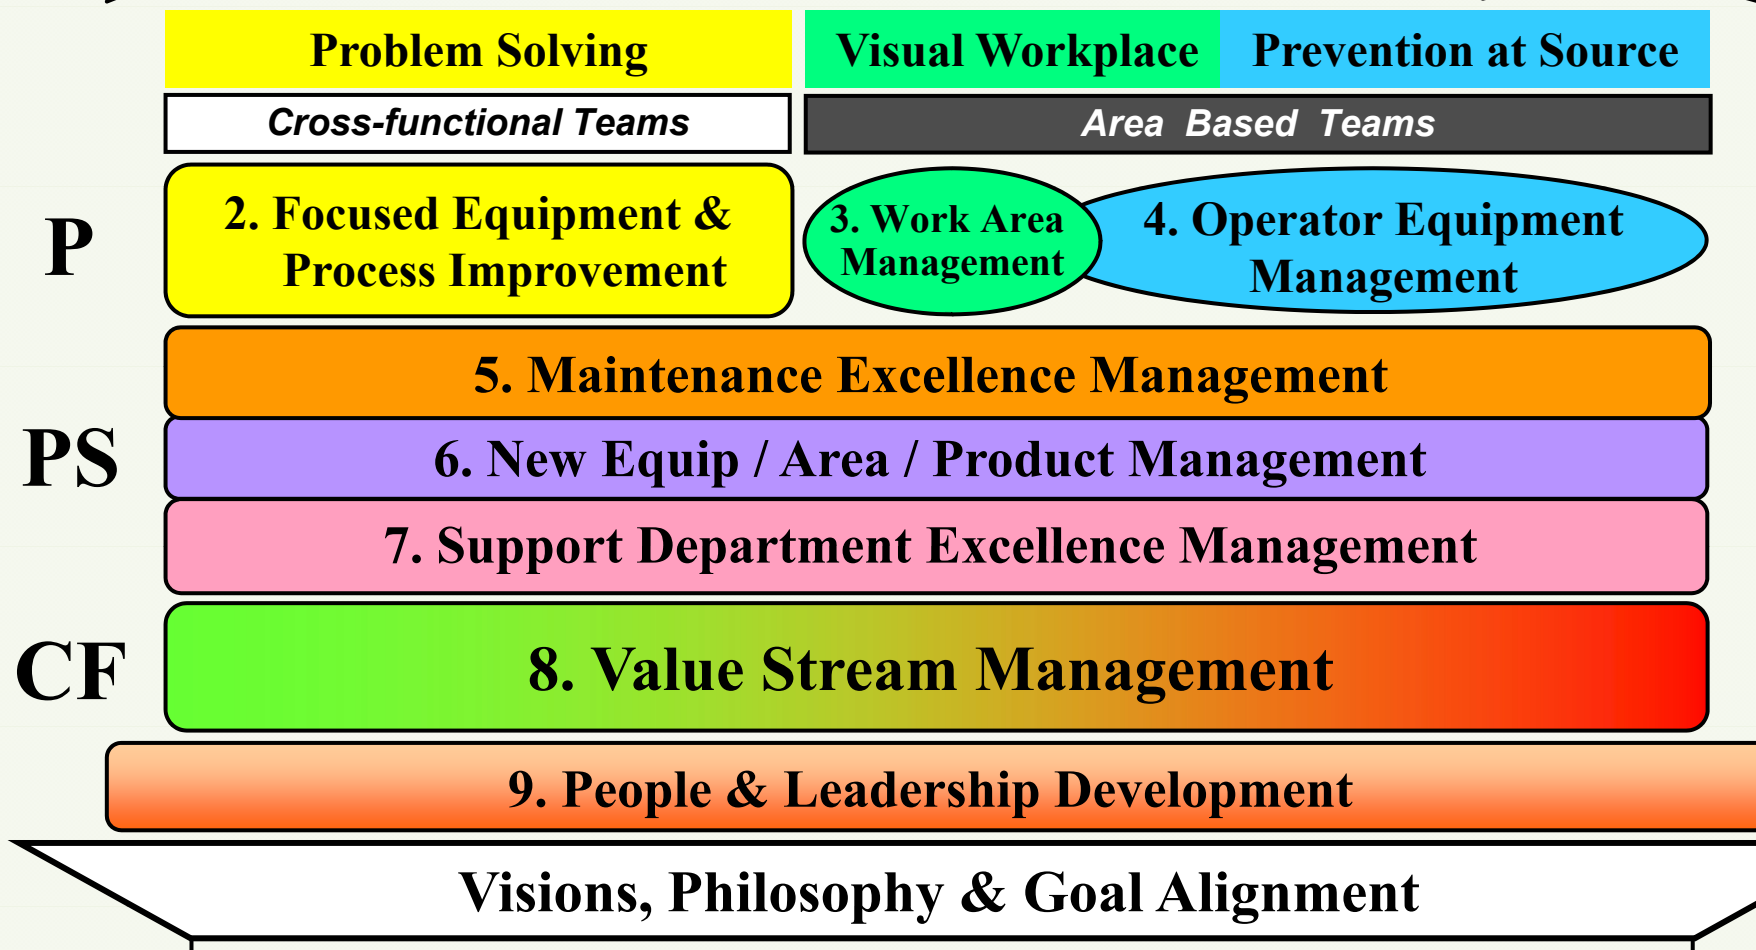 Problem Solving
Visual Workplace
Prevention at Source
Cross-functional Teams
Area Based Teams
P
2. Focused Equipment &
Process Improvement
3. Work Area
Management
4. Operator Equipment
Management
5. Maintenance Excellence Management
PS
6. New Equip / Area / Product Management
7. Support Department Excellence Management
CF
8. Value Stream Management
9. People & Leadership Development
Visions, Philosophy & Goal Alignment